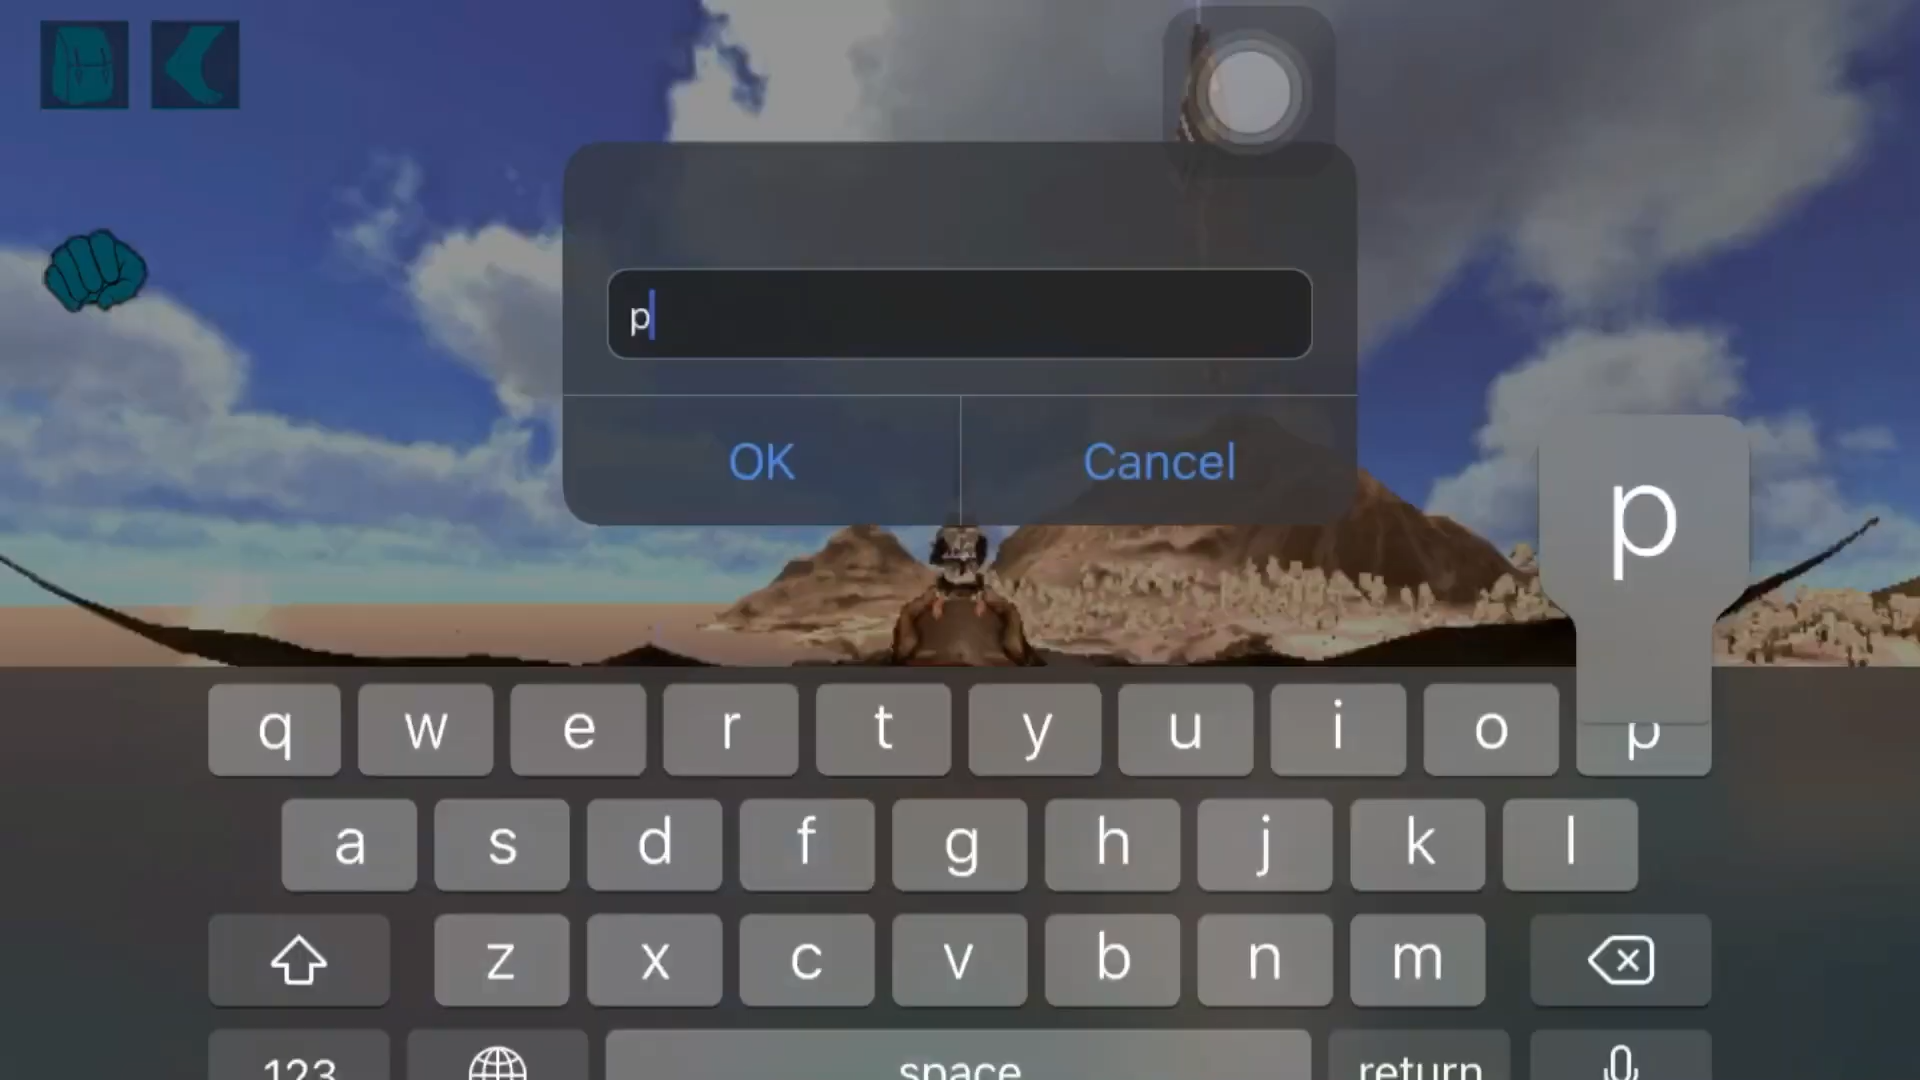 p
OK Cancel
p
q w e r t y u i o p
a s d f g h j k l
z x c v b n m
123 space return